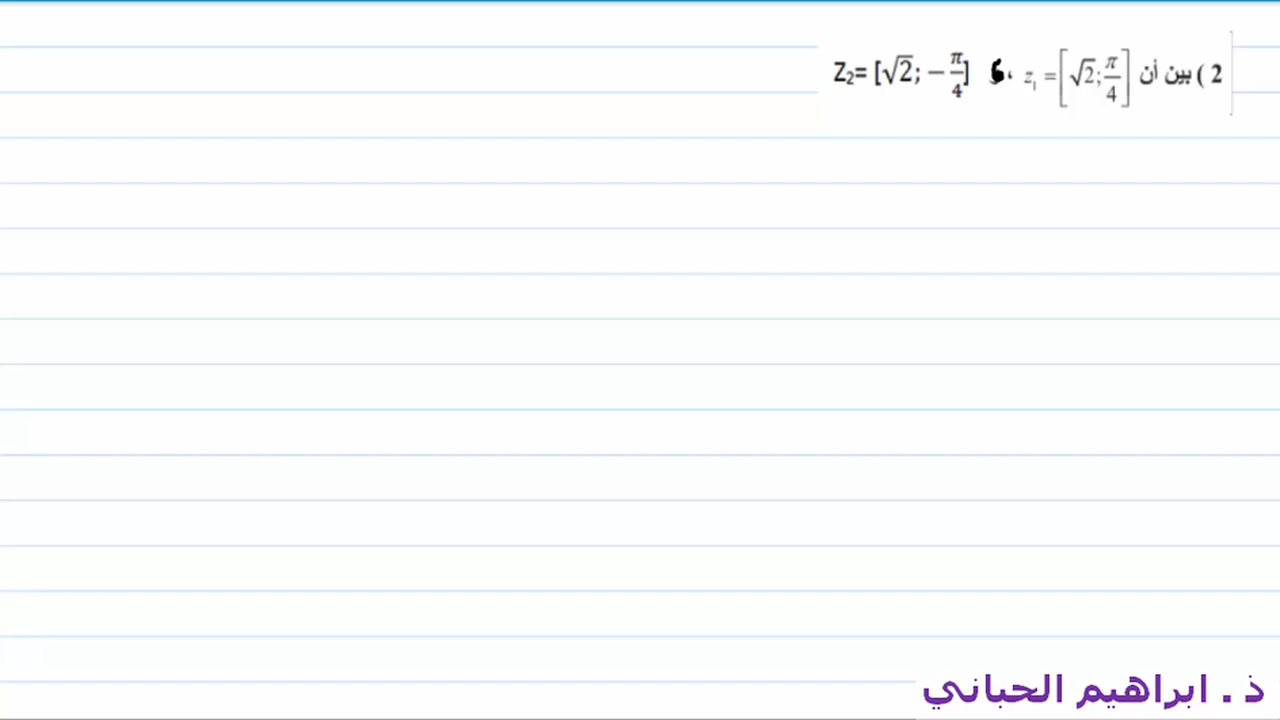 2 ) بين أن z₁ = [√2; π/4] ، و Z₂= [√2; − π/4]
ذ . ابراهيم الحباني